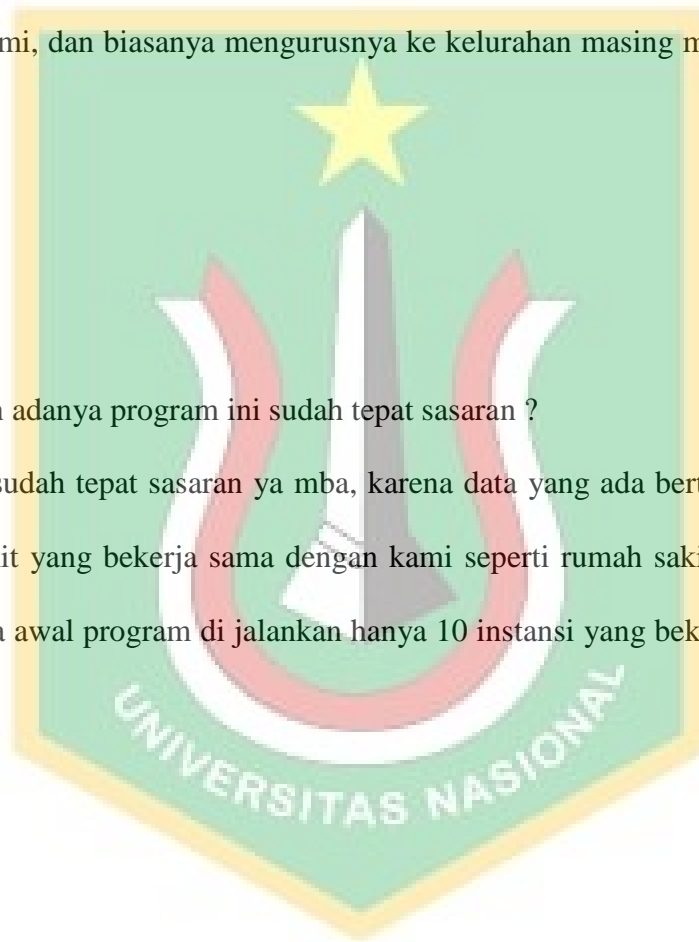 mi, dan biasanya mengurusnya ke kelurahan masing m
adanya program ini sudah tepat sasaran ?
sudah tepat sasaran ya mba, karena data yang ada bert
it yang bekerja sama dengan kami seperti rumah saki
a awal program di jalankan hanya 10 instansi yang bek
UNIVERSITAS NASIONAL